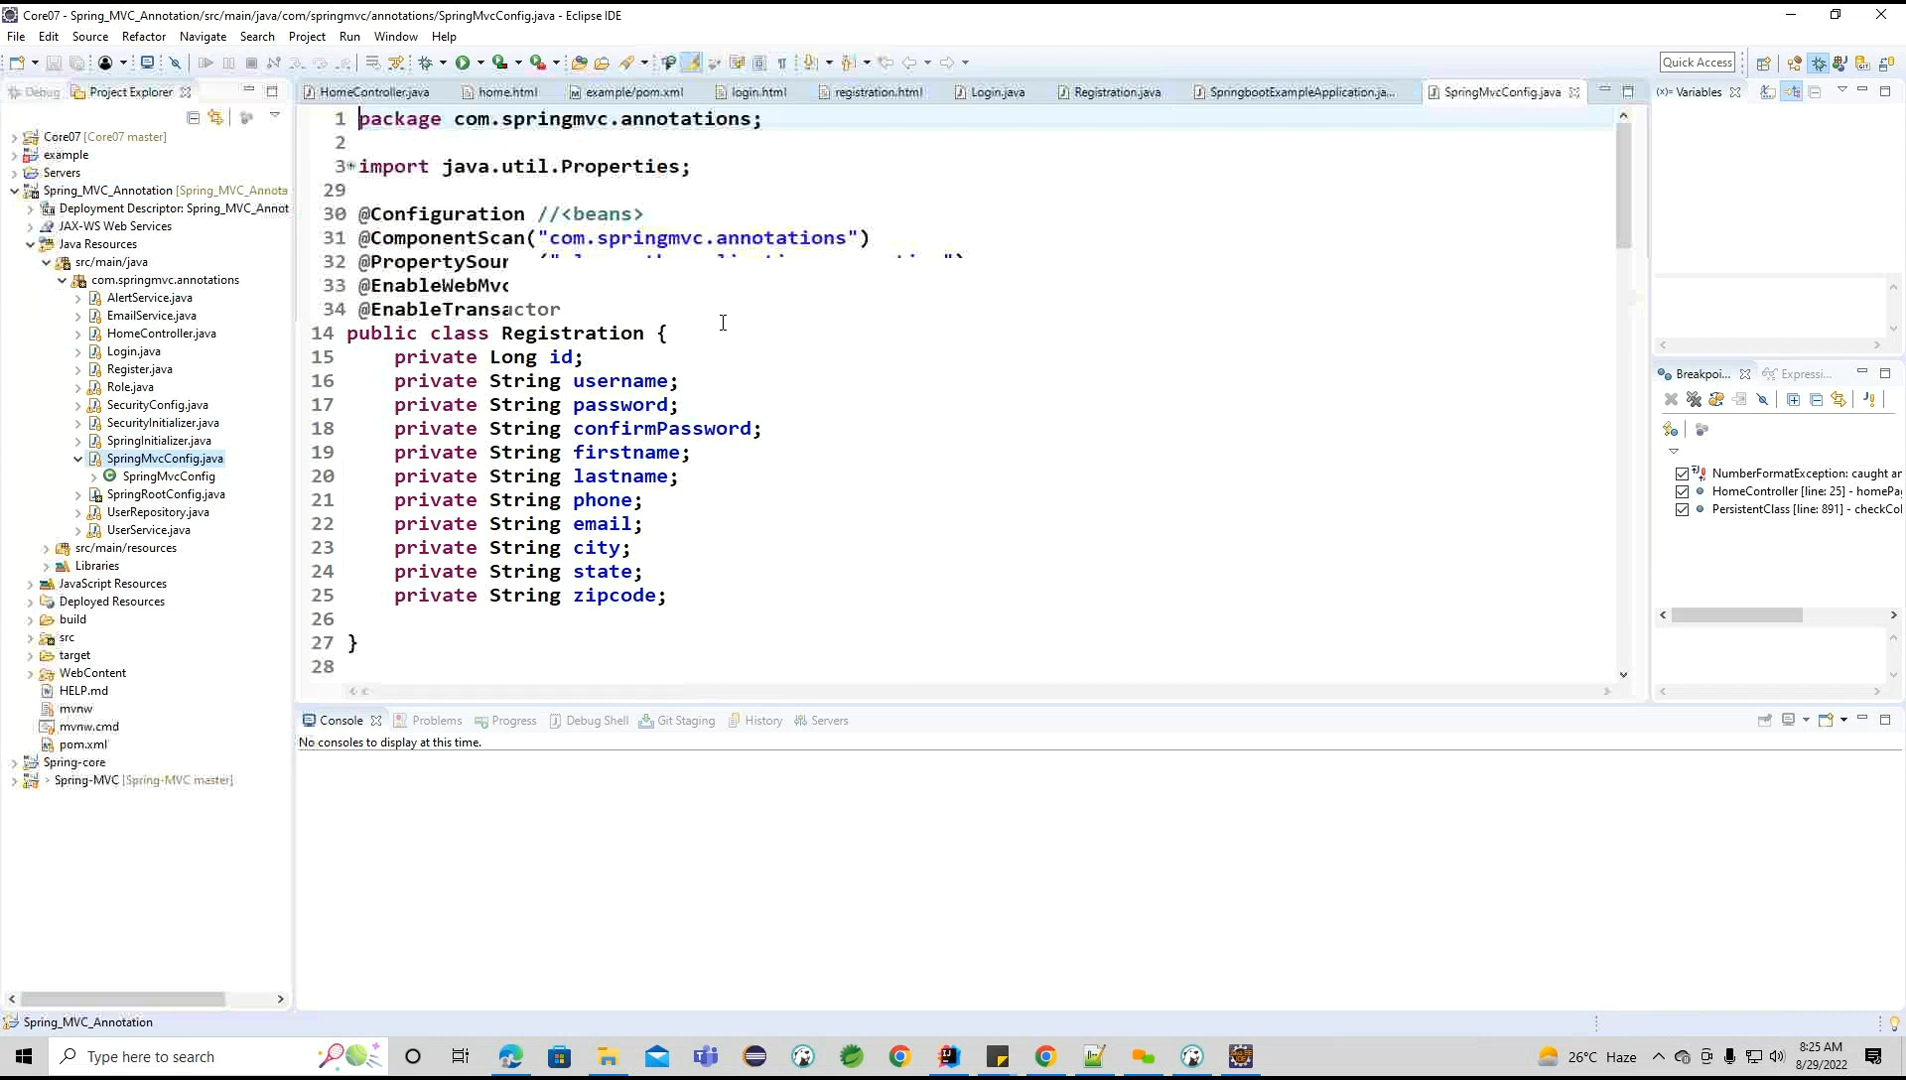 Core07 - Spring_MVC_Annotation/src/main/java/com/springmvc/annotations/SpringMvcConfig.java - Eclipse IDE
File Edit Source Refactor Navigate Search Project Run Window Help
Quick Access
Debug Project Explorer
HomeController.java home.html example/pom.xml login.html registration.html Login.java Registration.java SpringbootExampleApplication.ja... SpringMvcConfig.java
Variables
Core07 [Core07 master]
example
Servers
Spring_MVC_Annotation [Spring_MVC_Annota
Deployment Descriptor: Spring_MVC_Annot
JAX-WS Web Services
Java Resources
src/main/java
com.springmvc.annotations
AlertService.java
EmailService.java
HomeController.java
Login.java
Register.java
Role.java
SecurityConfig.java
SecurityInitializer.java
SpringInitializer.java
SpringMvcConfig.java
SpringMvcConfig
SpringRootConfig.java
UserRepository.java
UserService.java
src/main/resources
Libraries
JavaScript Resources
Deployed Resources
build
src
target
WebContent
HELP.md
mvnw
mvnw.cmd
pom.xml
Spring-core
> Spring-MVC [Spring-MVC master]
1 package com.springmvc.annotations;
2
3 import java.util.Properties;
29
30 @Configuration //<beans>
31 @ComponentScan("com.springmvc.annotations")
32 @PropertySour
33 @EnableWebMvc
34 @EnableTransactor
14 public class Registration {
15 private Long id;
16 private String username;
17 private String password;
18 private String confirmPassword;
19 private String firstname;
20 private String lastname;
21 private String phone;
22 private String email;
23 private String city;
24 private String state;
25 private String zipcode;
26
27 }
28
Breakpoi... Expressi...
NumberFormatException: caught an
HomeController [line: 25] - homePa
PersistentClass [line: 891] - checkCol
Console Problems Progress Debug Shell Git Staging History Servers
No consoles to display at this time.
Spring_MVC_Annotation
Type here to search
26°C Haze
8:25 AM
8/29/2022